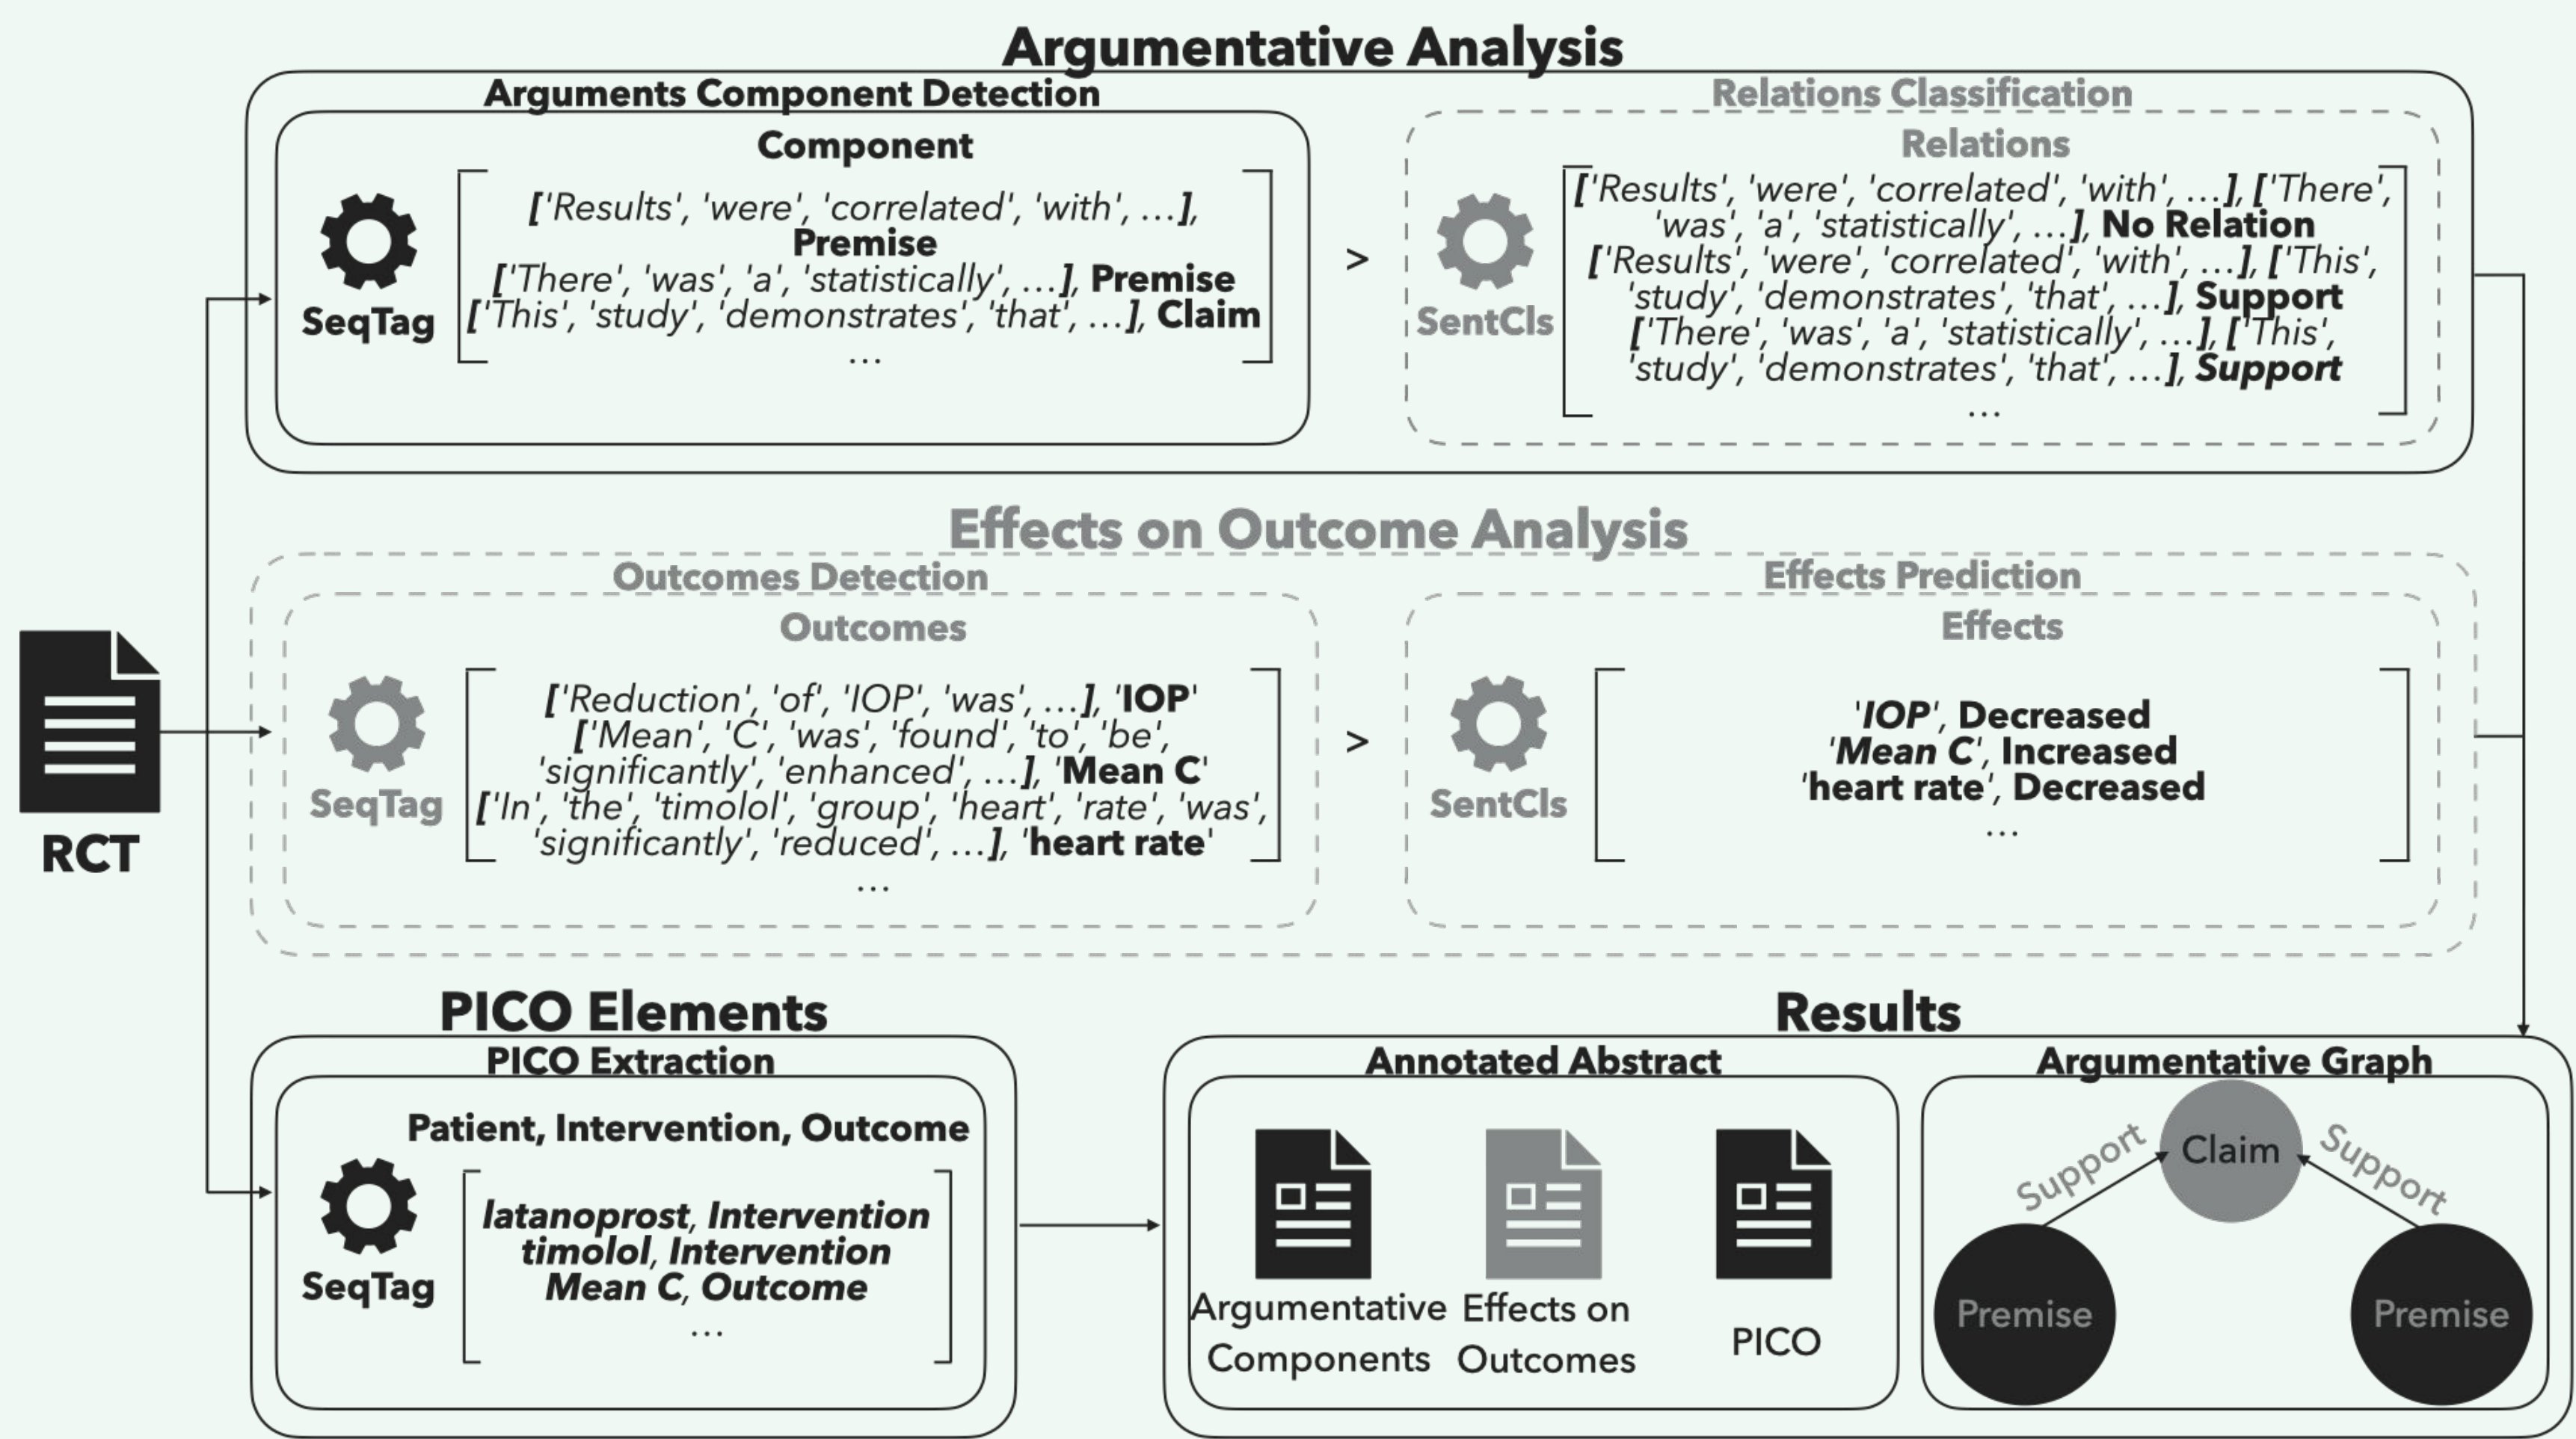 Argumentative Analysis
Arguments Component Detection
Component
SeqTag
['Results', 'were', 'correlated', 'with', …],
Premise
['There', 'was', 'a', 'statistically', …], Premise
['This', 'study', 'demonstrates', 'that', …], Claim
…
>
Relations Classification
Relations
SentCls
['Results', 'were', 'correlated', 'with', …], ['There',
'was', 'a', 'statistically', …], No Relation
['Results', 'were', 'correlated', 'with', …], ['This',
'study', 'demonstrates', 'that', …], Support
['There', 'was', 'a', 'statistically', …], ['This',
'study', 'demonstrates', 'that', …], Support
…
RCT
Effects on Outcome Analysis
Outcomes Detection
Outcomes
SeqTag
['Reduction', 'of', 'IOP', 'was', …], 'IOP'
['Mean', 'C', 'was', 'found', 'to', 'be',
'significantly', 'enhanced', …], 'Mean C'
['In', 'the', 'timolol', 'group', 'heart', 'rate', 'was',
'significantly', 'reduced', …], 'heart rate'
…
>
Effects Prediction
Effects
SentCls
'IOP', Decreased
'Mean C', Increased
'heart rate', Decreased
…
PICO Elements
PICO Extraction
Patient, Intervention, Outcome
SeqTag
latanoprost, Intervention
timolol, Intervention
Mean C, Outcome
…
Results
Annotated Abstract
Argumentative
Components
Effects on
Outcomes
PICO
Argumentative Graph
Claim
Support
Support
Premise
Premise